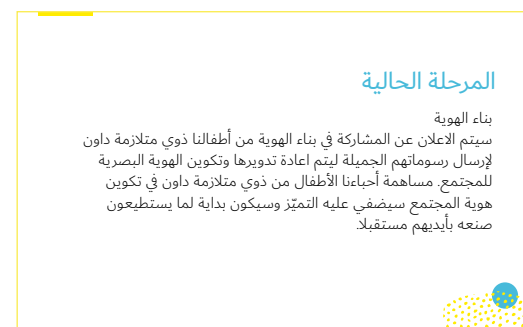 المرحلة الحالية
بناء الهوية
سيتم الاعلان عن المشاركة في بناء الهوية من أطفالنا ذوي متلازمة داون
لإرسال رسوماتهم الجميلة ليتم اعادة تدويرها وتكوين الهوية البصرية
للمجتمع. مساهمة أحباءنا الأطفال من ذوي متلازمة داون في تكوين
هوية المجتمع سيضفي عليه التميّز وسيكون بداية لما يستطيعون
صنعه بأيديهم مستقبلا.